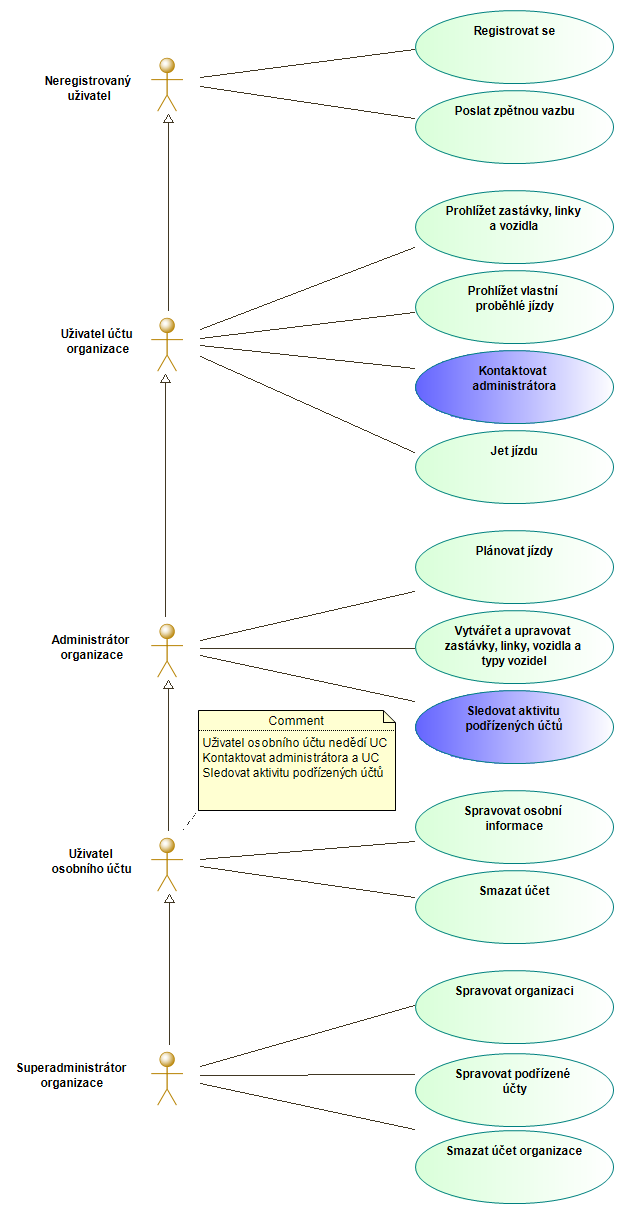 Registrovat se
Neregistrovaný
uživatel
Poslat zpětnou vazbu
Prohlížet zastávky, linky
a vozidla
Prohlížet vlastní
proběhlé jízdy
Uživatel účtu
organizace
Kontaktovat
administrátora
Jet jízdu
Plánovat jízdy
Administrátor
organizace
Vytvářet a upravovat
zastávky, linky, vozidla a
typy vozidel
Sledovat aktivitu
podřízených účtů
Comment
Uživatel osobního účtu nedědí UC
Kontaktovat administrátora a UC
Sledovat aktivitu podřízených účtů
Spravovat osobní
informace
Uživatel
osobního účtu
Smazat účet
Spravovat organizaci
Superadministrátor
organizace
Spravovat podřízené
účty
Smazat účet organizace